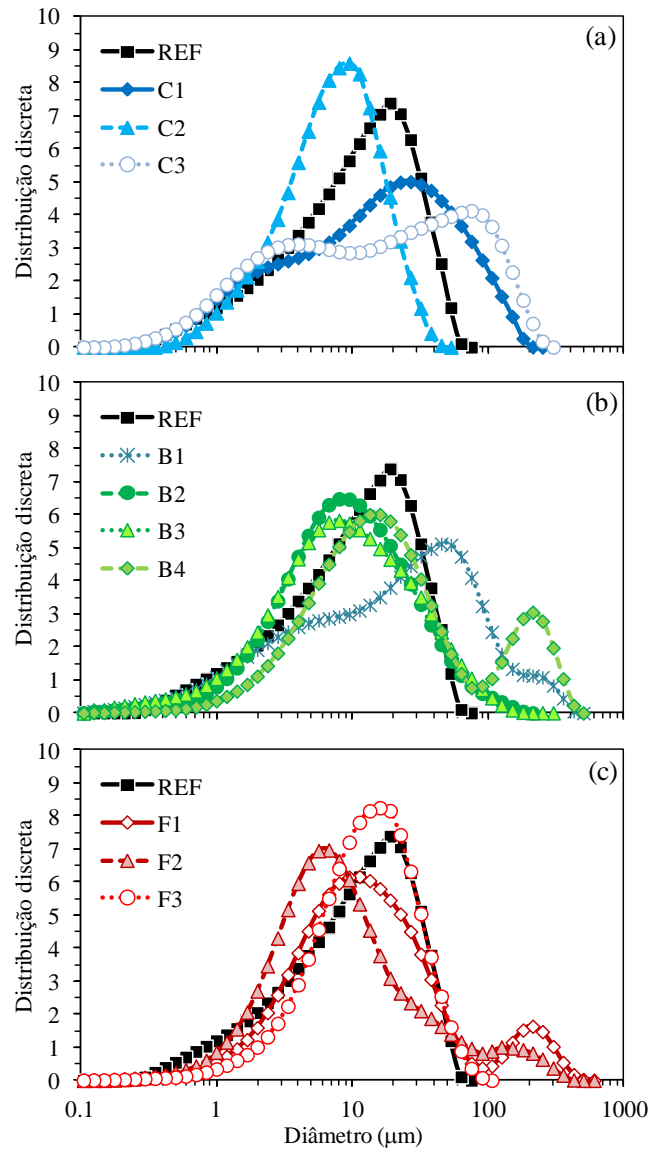 (a)
10
9
8
7
6
5
4
3
2
1
0
Distribuição discreta
REF
C1
C2
C3
(b)
10
9
8
7
6
5
4
3
2
1
0
Distribuição discreta
REF
B1
B2
B3
B4
(c)
10
9
8
7
6
5
4
3
2
1
0
Distribuição discreta
REF
F1
F2
F3
0.1 1 10 100 1000
Diâmetro (μm)